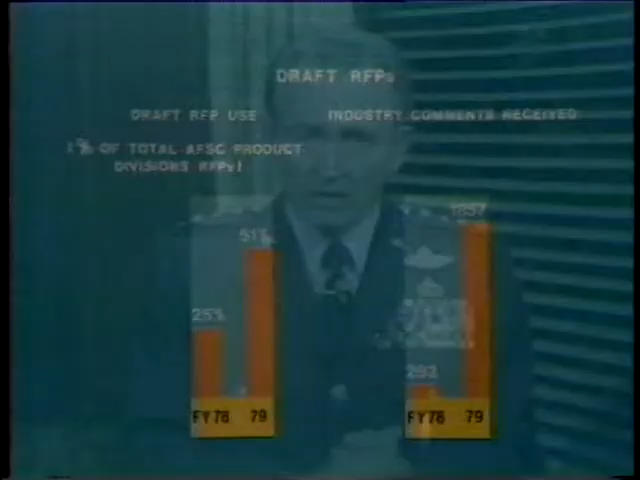 DRAFT RFPs
DRAFT RFP USE
INDUSTRY COMMENTS RECEIVED
(% OF TOTAL AFSC PRODUCT
DIVISIONS RFPs)
51%
1857
25%
292
FY78 79
FY78 79